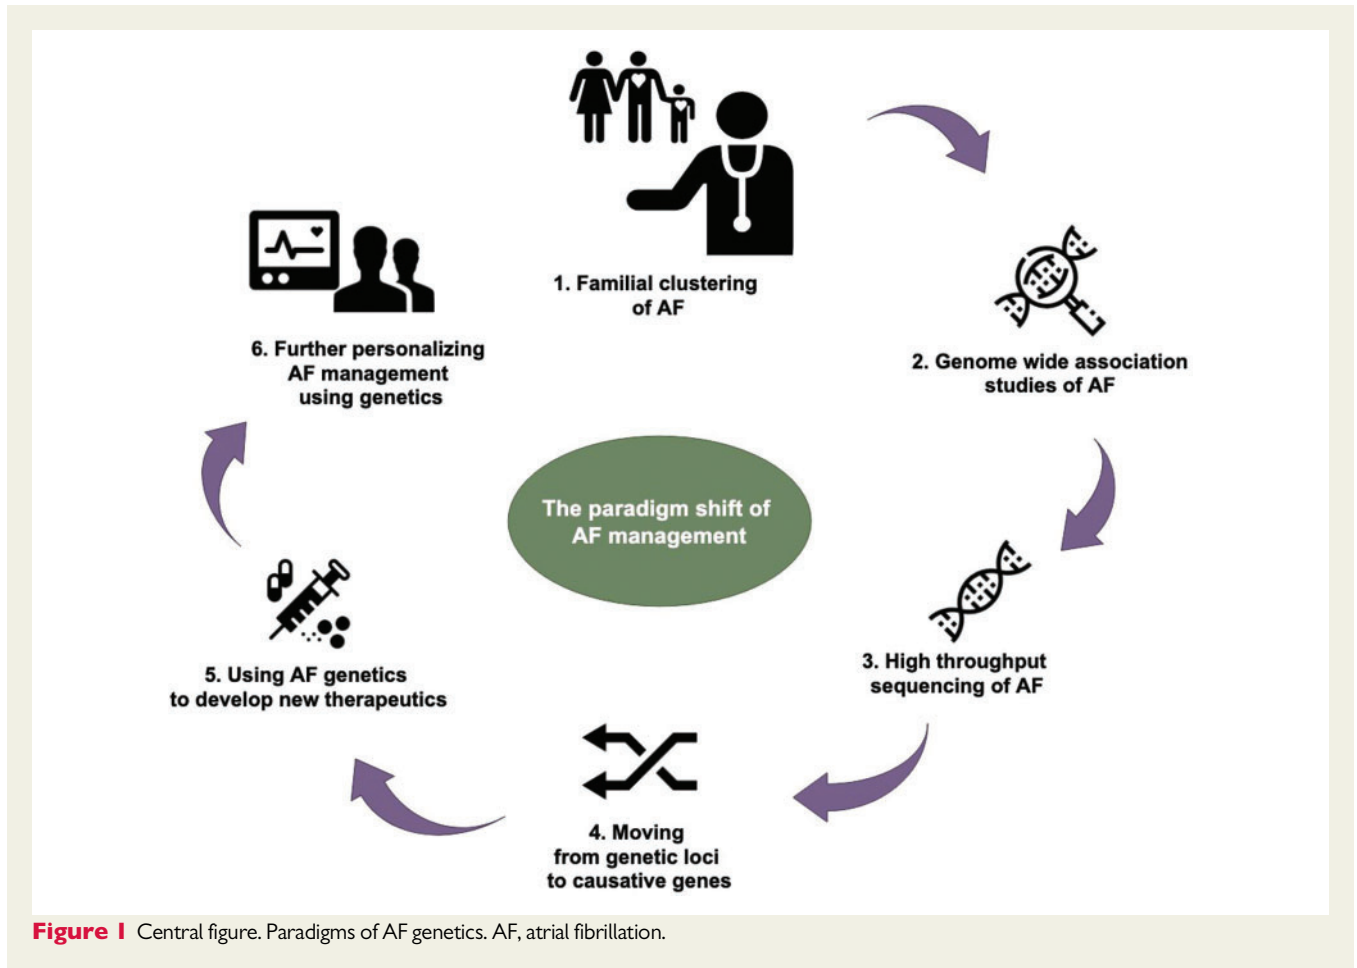 1. Familial clustering
of AF
2. Genome wide association
studies of AF
3. High throughput
sequencing of AF
4. Moving
from genetic loci
to causative genes
5. Using AF genetics
to develop new therapeutics
6. Further personalizing
AF management
using genetics
The paradigm shift of
AF management
Figure 1 Central figure. Paradigms of AF genetics. AF, atrial fibrillation.